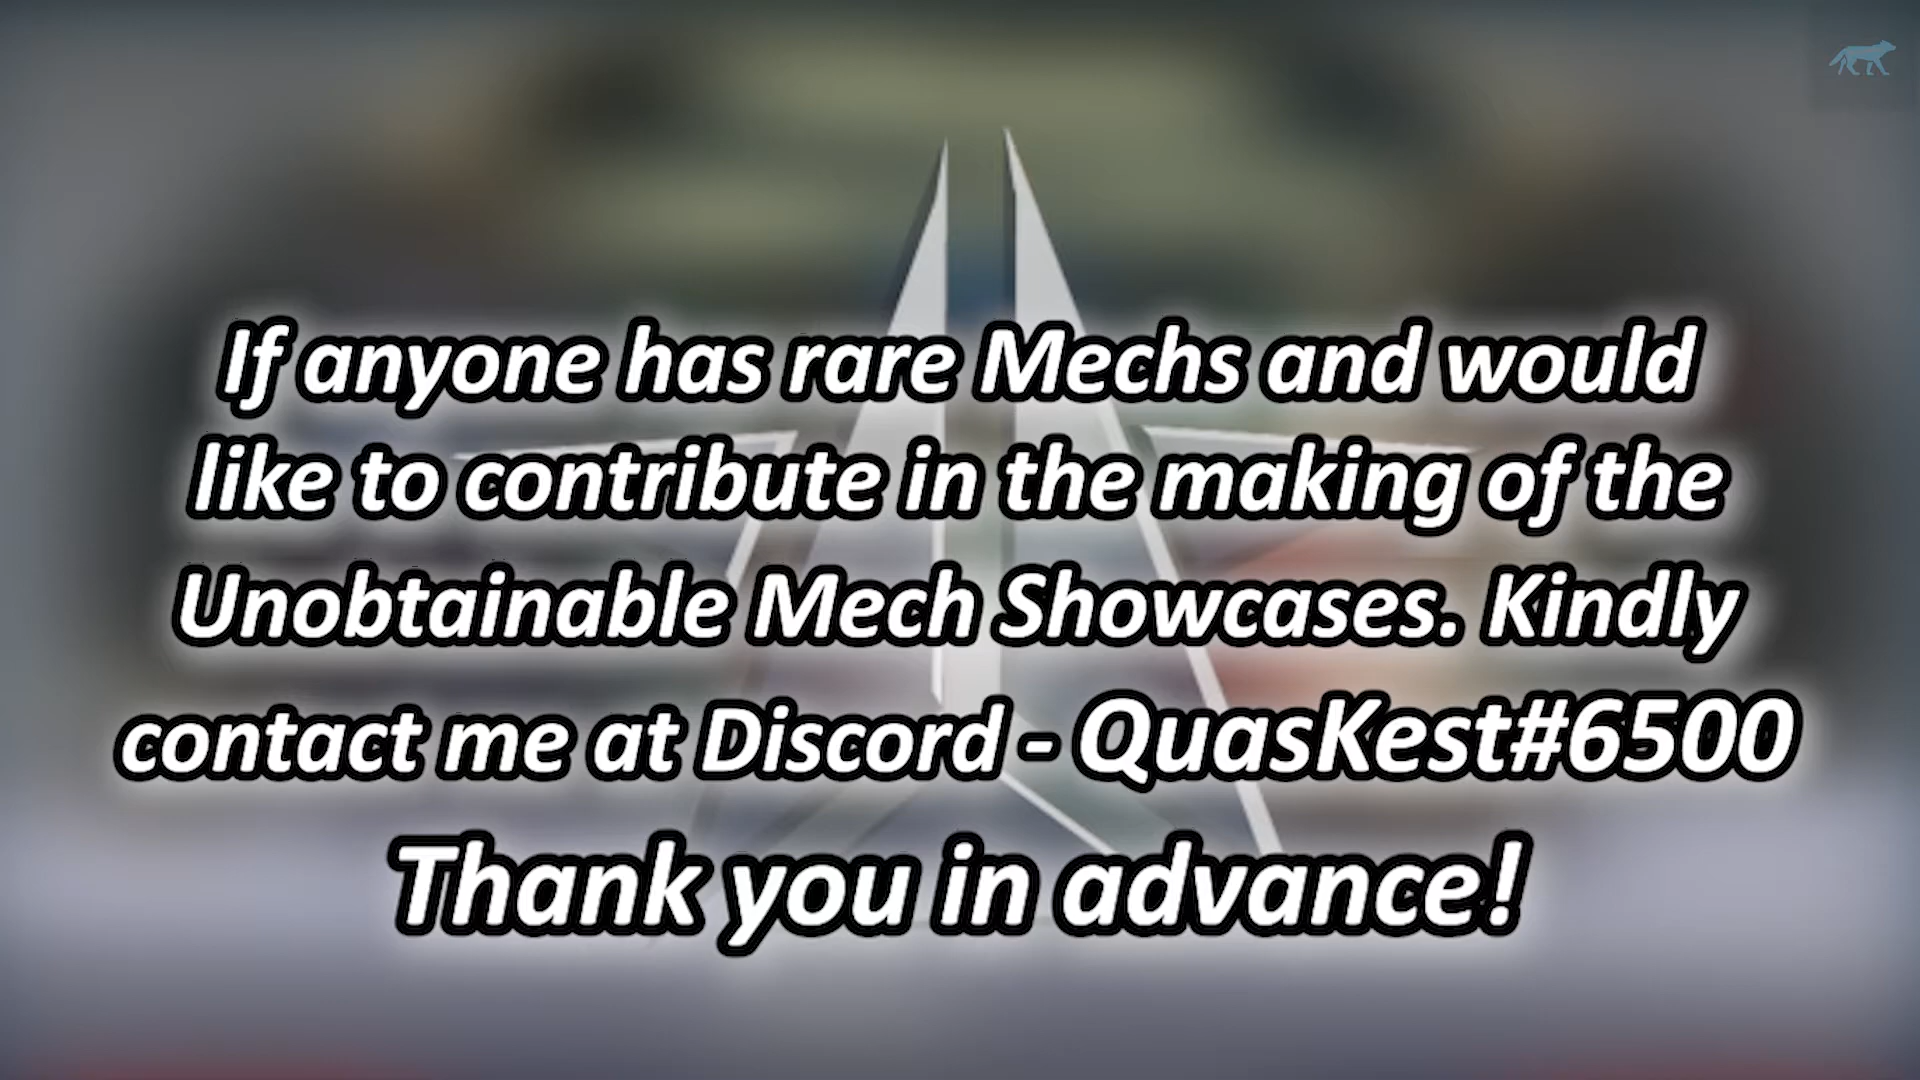 If anyone has rare Mechs and would
like to contribute in the making of the
Unobtainable Mech Showcases. Kindly
contact me at Discord - QuasKest#6500
Thank you in advance!